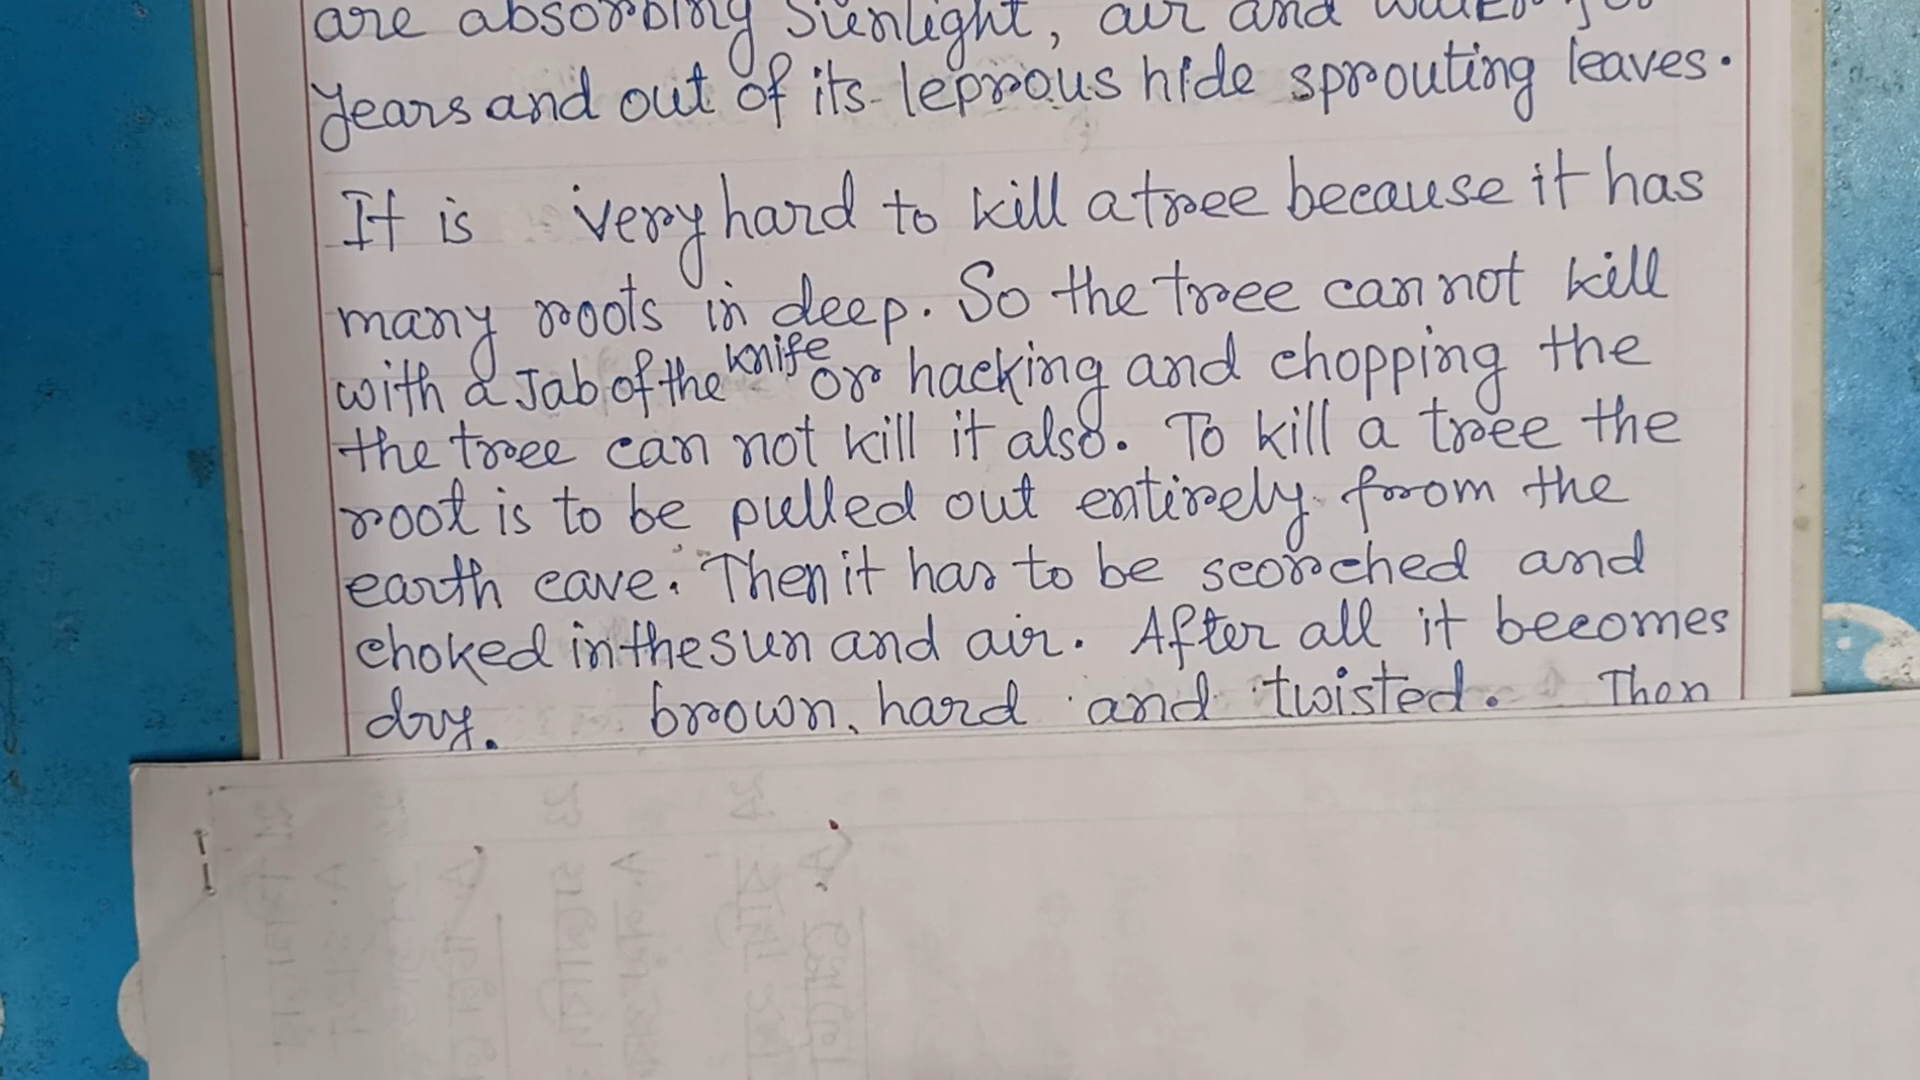 are absorbing sunlight, air and water for
years and out of its leprous hide sprouting leaves.
It is very hard to kill a tree because it has
many roots in deep. So the tree can not kill
with a Jab of the knife or hacking and chopping the
the tree can not kill it also. To kill a tree the
root is to be pulled out entirely from the
earth cave. Then it has to be scorched and
choked in the sun and air. After all it becomes
dry. brown, hard and twisted. Then